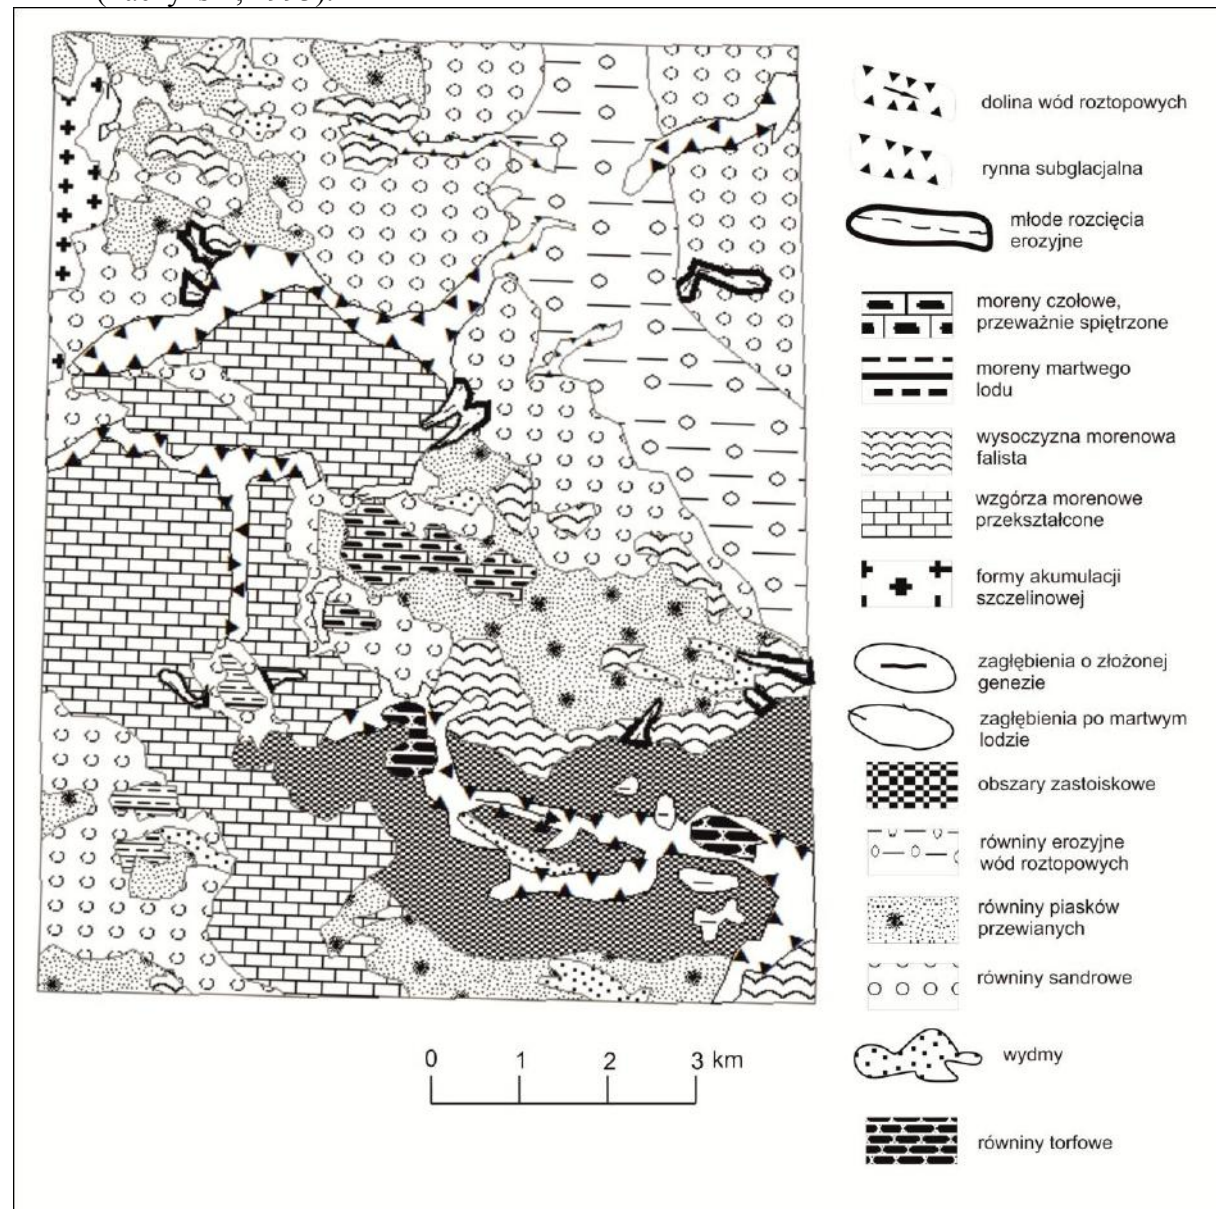 dolina wód roztopowych
rynna subglacjalna
młode rozcięcia
erozyjne
moreny czołowe,
przeważnie spiętrzone
moreny martwego
lodu
wysoczyzna morenowa
falista
wzgórza morenowe
przekształcone
formy akumulacji
szczelinowej
zagłębienia o złożonej
genezie
zagłębienia po martwym
lodzie
obszary zastoiskowe
równiny erozyjne
wód roztopowych
równiny piasków
przewianych
równiny sandrowe
wydmy
równiny torfowe
0 1 2 3 km